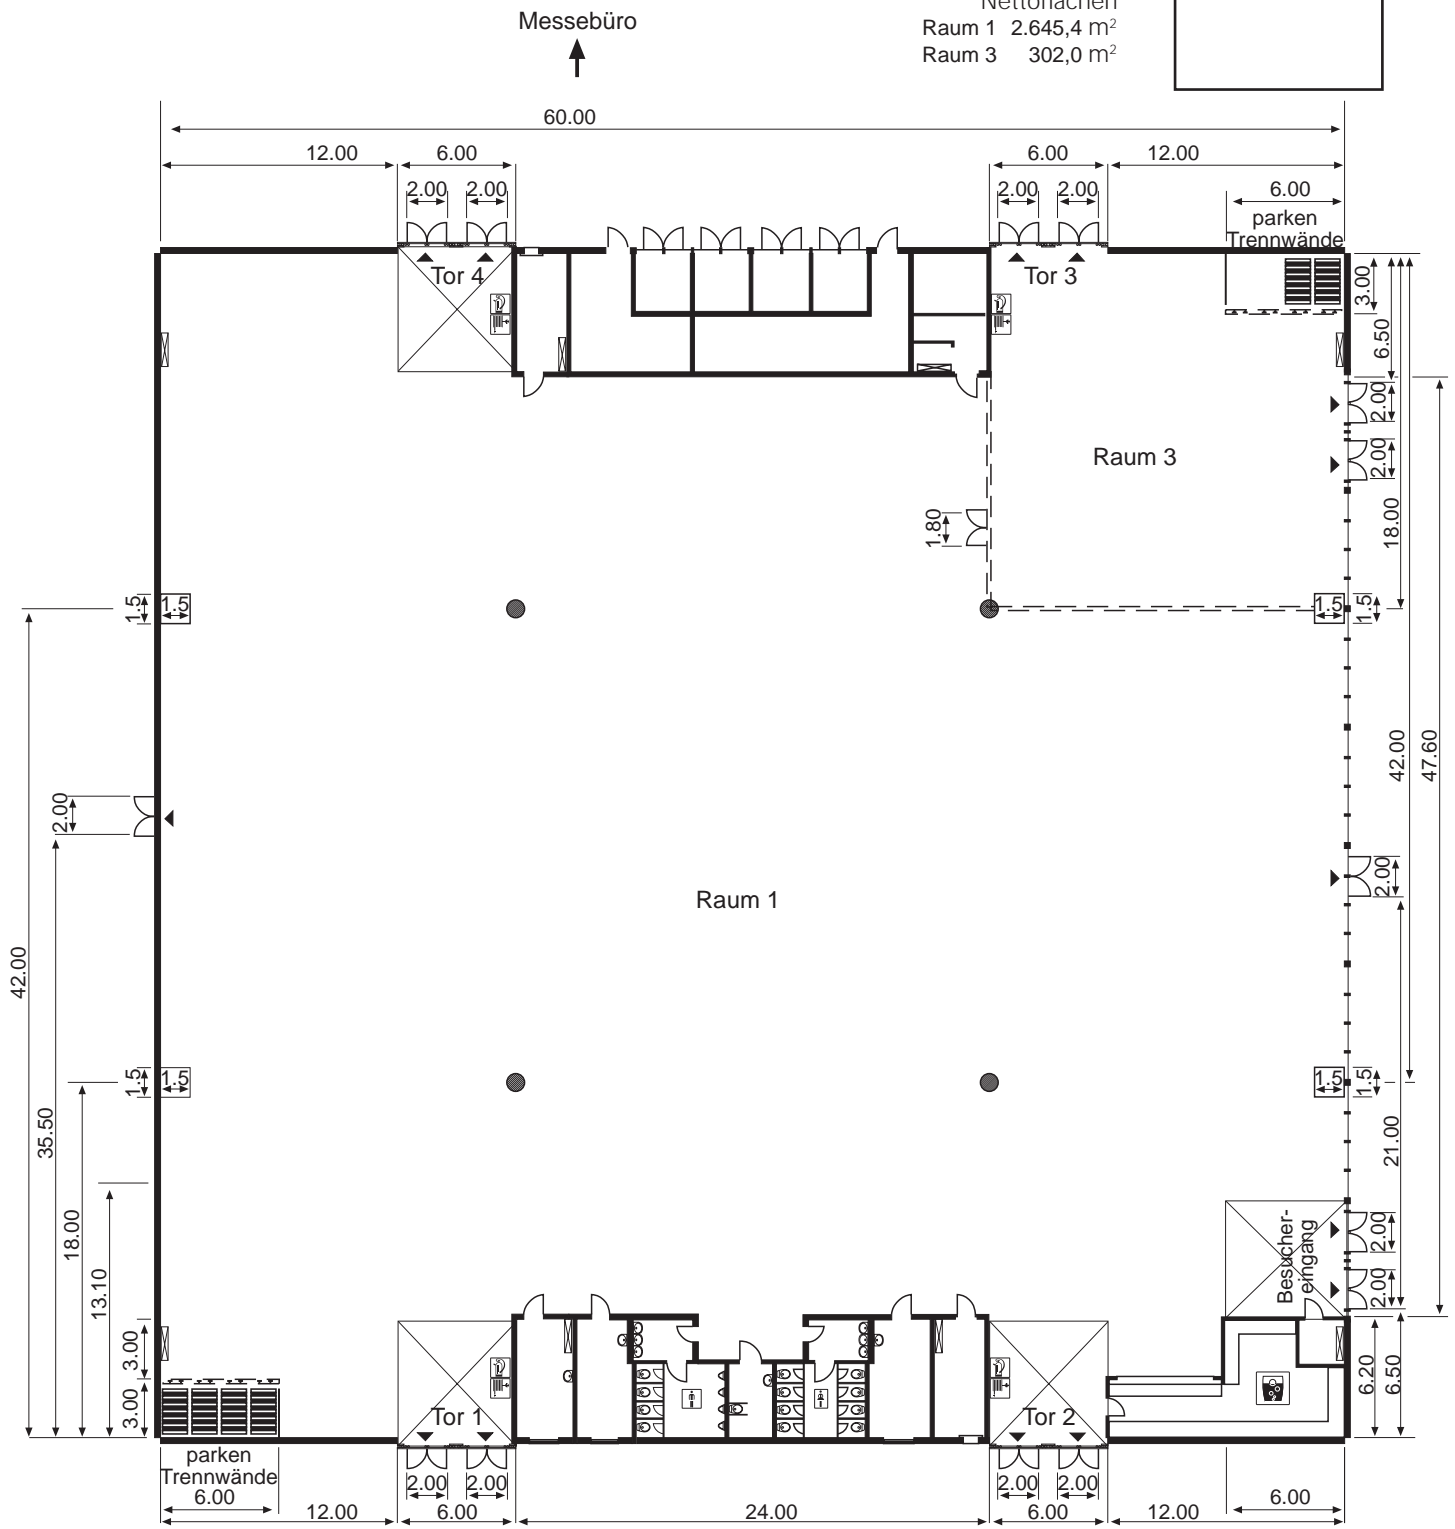 Nettoflächen
Messebüro
Raum 1 2.645,4 m²
Raum 3 302,0 m²
60.00
12.00 6.00 6.00 12.00
2.00 2.00 2.00 2.00 6.00
parken
Trennwände
Tor 4 Tor 3
3.00
6.50
2.00
2.00
Raum 3
18.00
1.80
1.5 1.5 1.5 1.5
42.00 47.60
2.00
2.00
Raum 1
42.00
1.5 1.5 1.5 1.5
35.50
21.00
18.00
13.10
Besucher-
eingang
2.00
2.00
3.00
3.00
6.20 6.50
Tor 1 Tor 2
parken
Trennwände
6.00
2.00 2.00 2.00 2.00 6.00
12.00 6.00 24.00 6.00 12.00